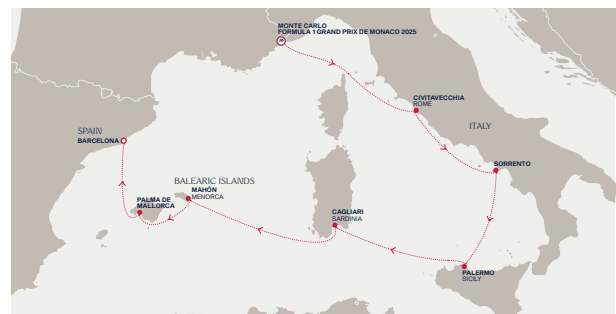 MONTE CARLO
FORMULA 1 GRAND PRIX DE MONACO 2025
CIVITAVECCHIA
ROME
SPAIN
ITALY
BARCELONA
SORRENTO
BALEARIC ISLANDS
MAHÓN
MENORCA
PALMA DE
MALLORCA
CAGLIARI
SARDINIA
PALERMO
SICILY